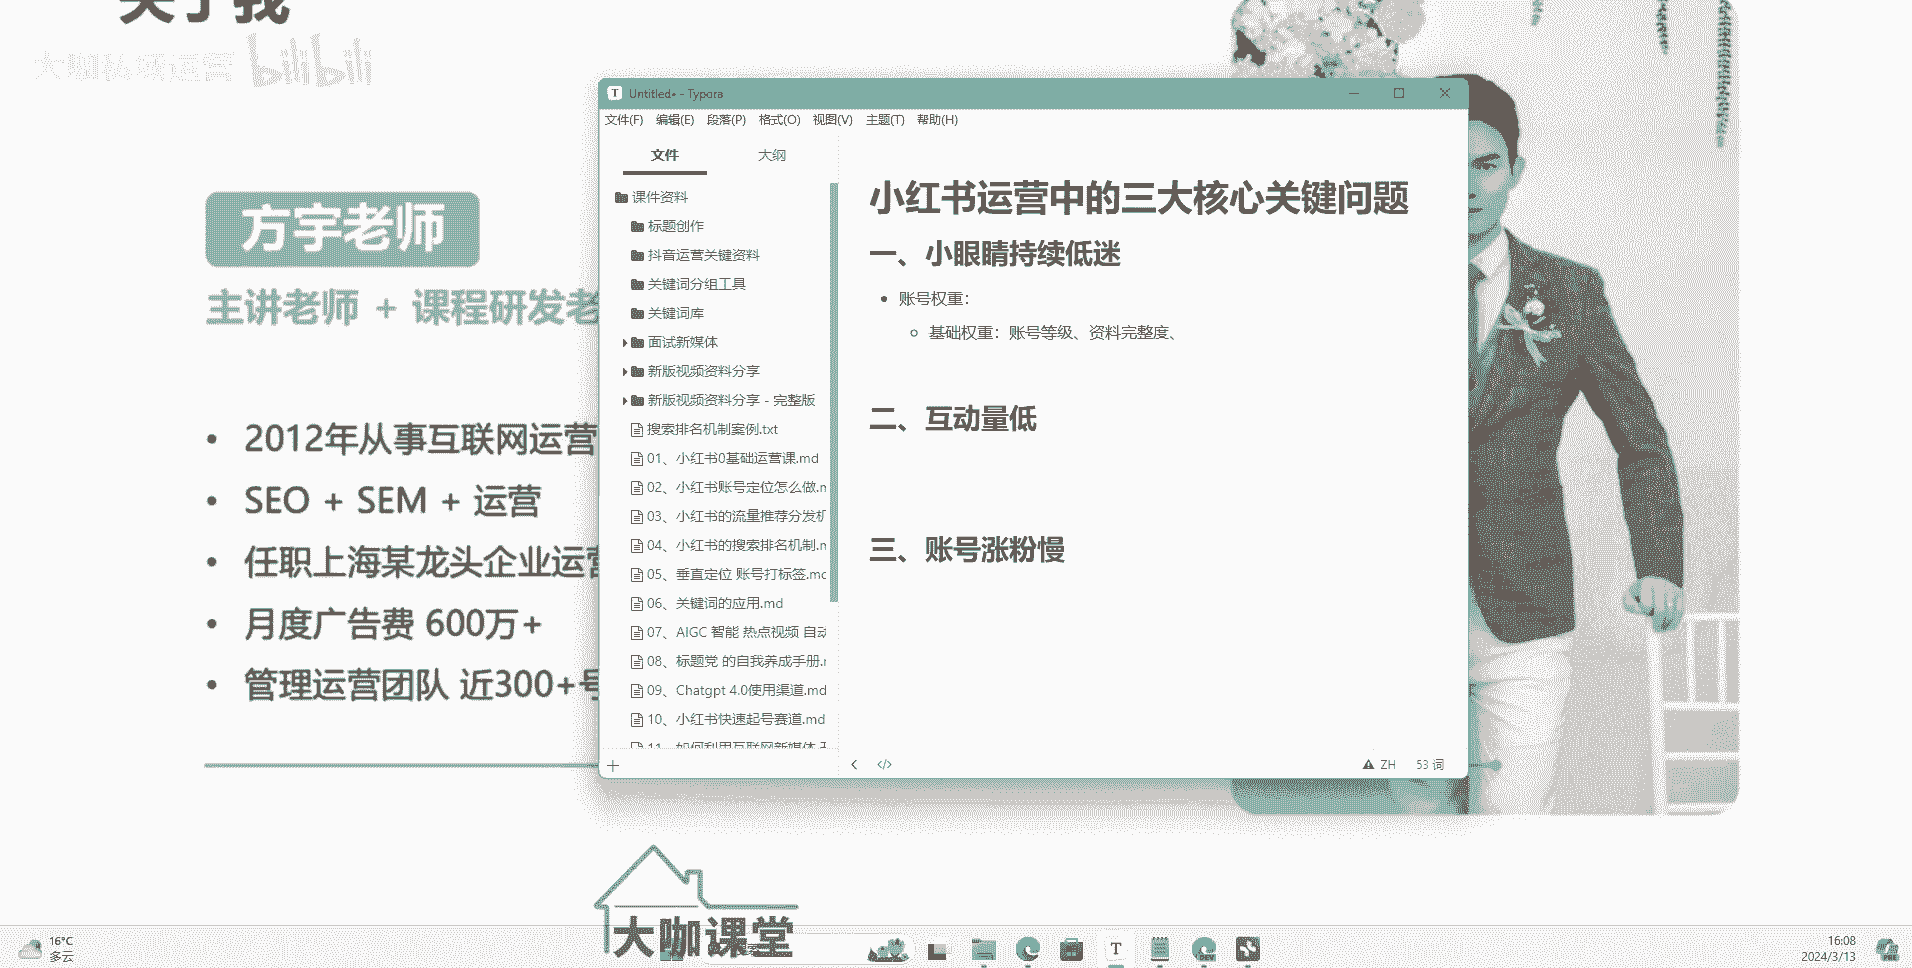 关于我
大咖私域运营 bilibili
方宇老师
主讲老师 + 课程研发老
2012年从事互联网运营
SEO + SEM + 运营
任职上海某龙头企业运营
月度广告费 600万+
管理运营团队 近300+号
Untitled• - Typora
文件(F) 编辑(E) 段落(P) 格式(O) 视图(V) 主题(T) 帮助(H)
文件 大纲
课件资料
标题创作
抖音运营关键资料
关键词分组工具
关键词库
面试新媒体
新版视频资料分享
新版视频资料分享 - 完整版
搜索排名机制案例.txt
01、小红书0基础运营课.md
02、小红书账号定位怎么做.m
03、小红书的流量推荐分发机
04、小红书的搜索排名机制.m
05、垂直定位 账号打标签.md
06、关键词的应用.md
07、AIGC 智能 热点视频 自动
08、标题党 的自我养成手册.m
09、Chatgpt 4.0使用渠道.md
10、小红书快速起号赛道.md
11、如何利用互联网新媒体
小红书运营中的三大核心关键问题
一、小眼睛持续低迷
账号权重：
基础权重：账号等级、资料完整度、
二、互动量低
三、账号涨粉慢
ZH 53 词
大咖课堂
16°C
多云
16:08
2024/3/13